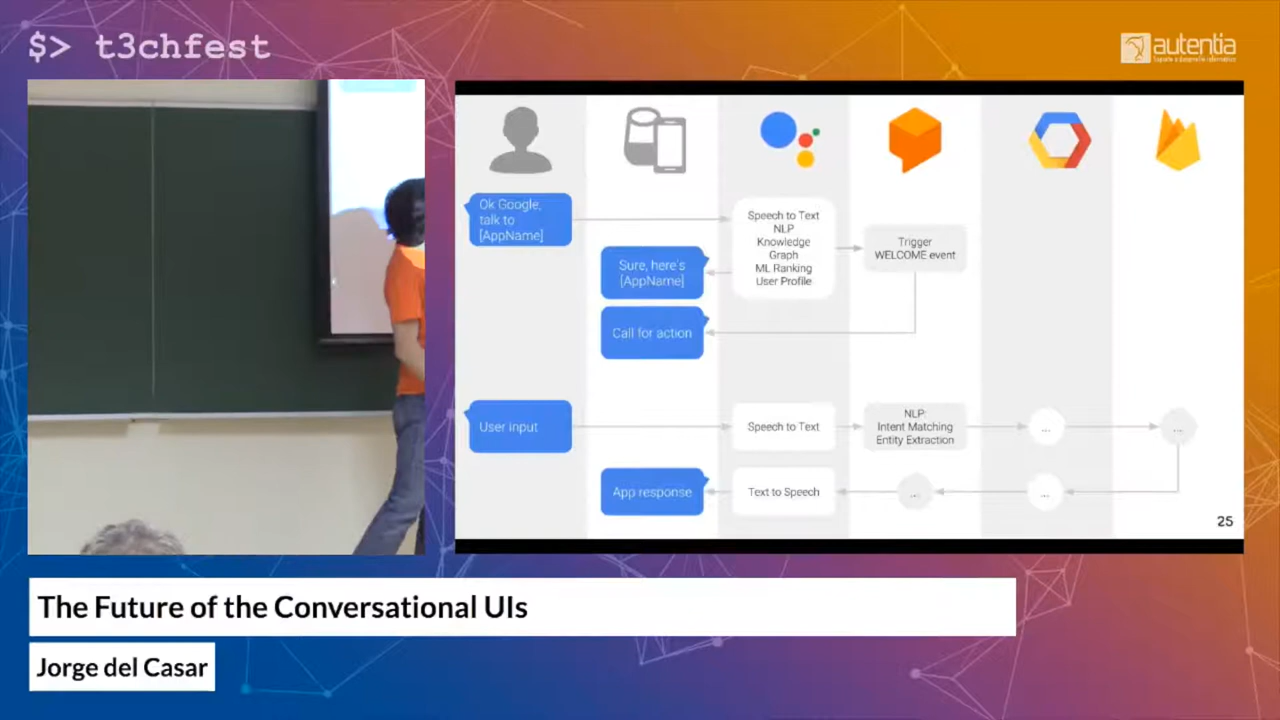 $> t3chfest
autentia
Ok Google,
talk to
[AppName]
Speech to Text
NLP
Knowledge
Graph
ML Ranking
User Profile
Trigger
WELCOME event
Sure, here's
[AppName]
Call for action
User input
Speech to Text
NLP:
Intent Matching
Entity Extraction
...
...
App response
Text to Speech
...
...
25
The Future of the Conversational UIs
Jorge del Casar